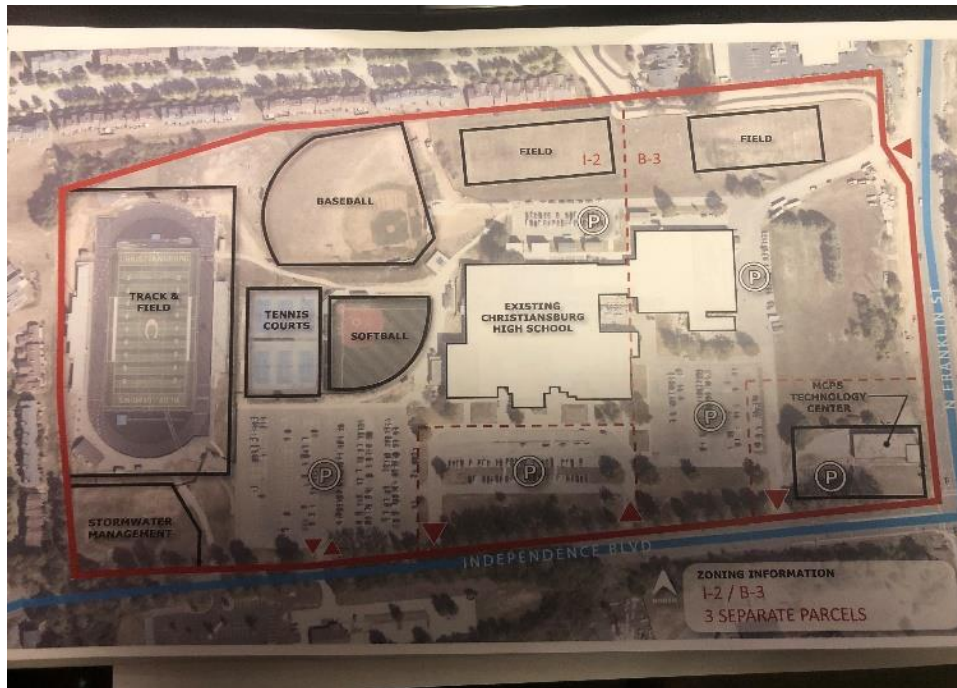 FIELD
I-2
B-3
FIELD
BASEBALL
P
TRACK &
FIELD
CHRISTIANSBURG
C
TENNIS
COURTS
SOFTBALL
EXISTING
CHRISTIANSBURG
HIGH SCHOOL
P
N FRANKLIN ST
MCPS
TECHNOLOGY
CENTER
P
P
P
P
STORMWATER
MANAGEMENT
INDEPENDENCE BLVD
ZONING INFORMATION
I-2 / B-3
3 SEPARATE PARCELS